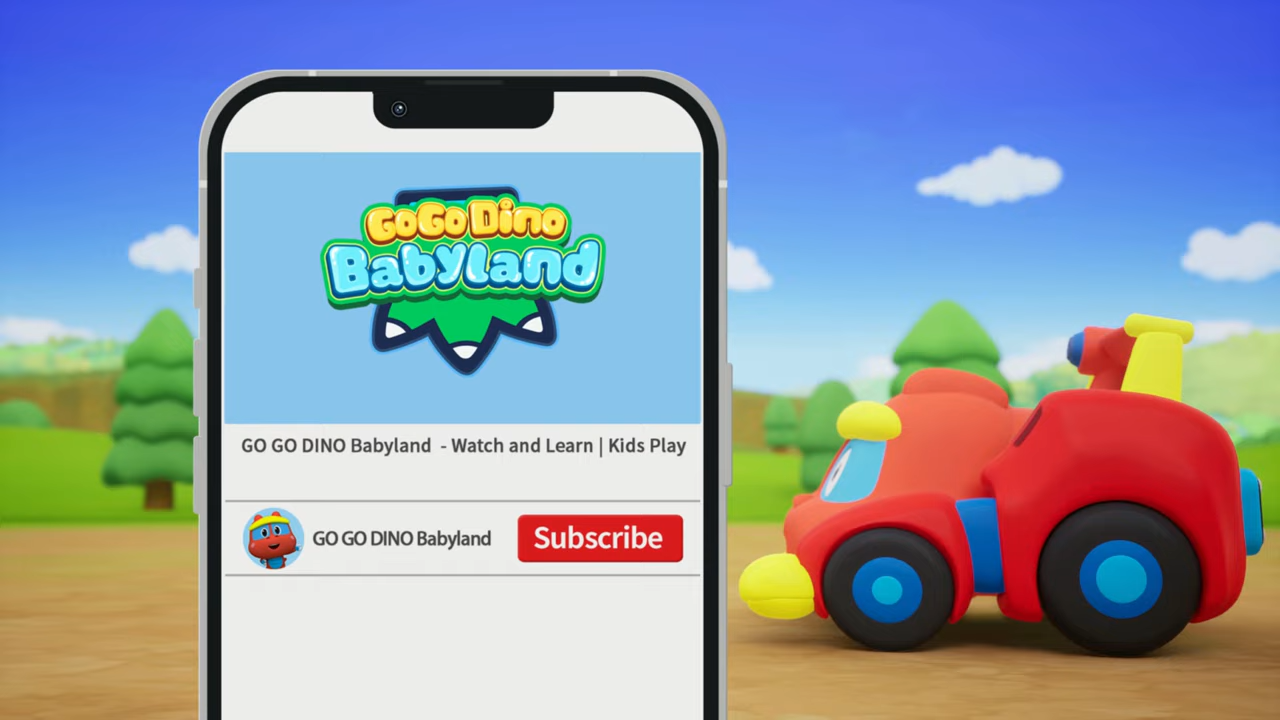 GoGo Dino
Babyland
GO GO DINO Babyland - Watch and Learn | Kids Play
GO GO DINO Babyland
Subscribe